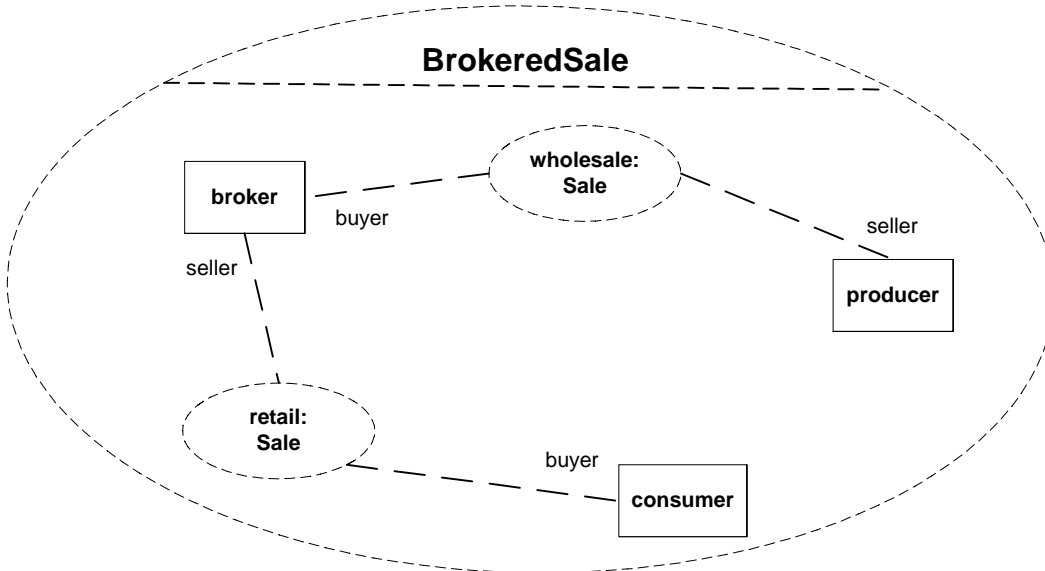 BrokeredSale
wholesale:
Sale
broker
buyer
seller
seller
producer
retail:
Sale
buyer
consumer